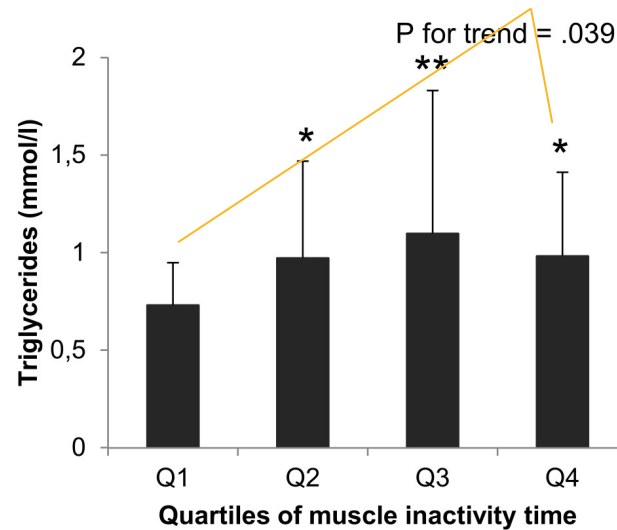 P for trend = .039
2
1,5
1
0,5
0
Triglycerides (mmol/l)
*
**
*
Q1 Q2 Q3 Q4
Quartiles of muscle inactivity time